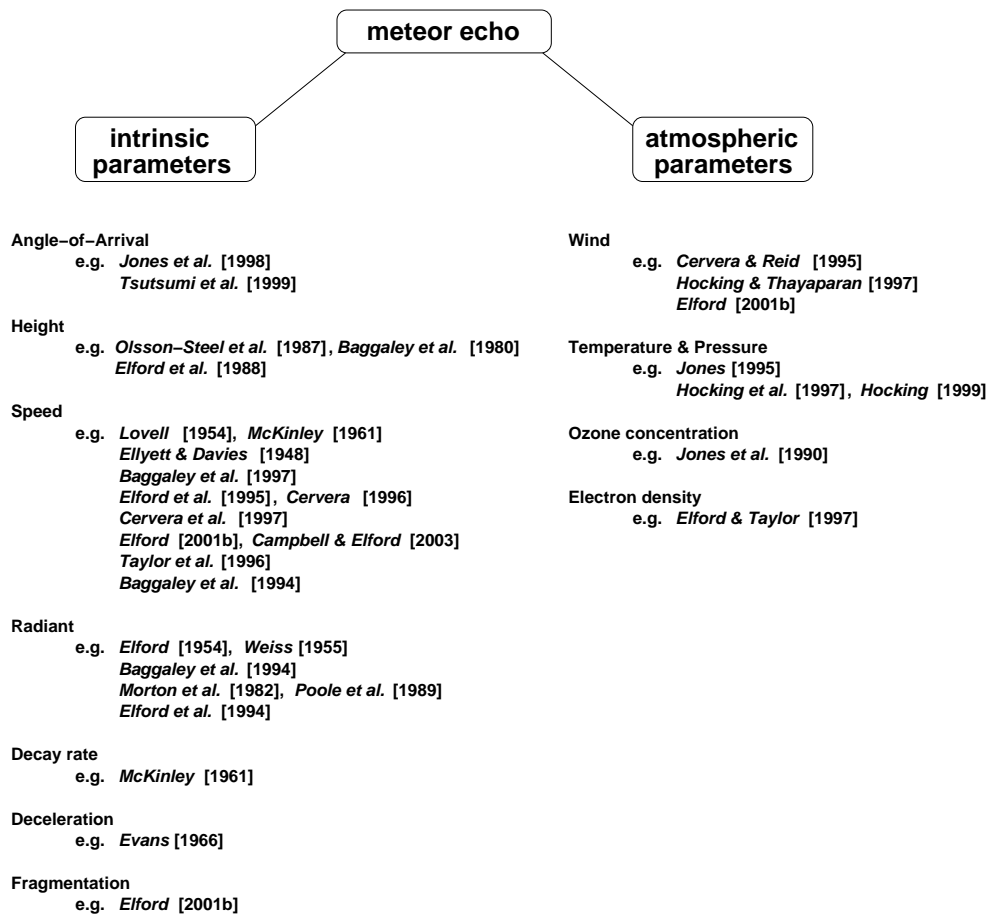 meteor echo
intrinsic
parameters
atmospheric
parameters
Angle−of−Arrival
e.g. Jones et al. [1998]
Tsutsumi et al. [1999]
Height
e.g. Olsson−Steel et al. [1987], Baggaley et al. [1980]
Elford et al. [1988]
Speed
e.g. Lovell [1954], McKinley [1961]
Ellyett & Davies [1948]
Baggaley et al. [1997]
Elford et al. [1995], Cervera [1996]
Cervera et al. [1997]
Elford [2001b], Campbell & Elford [2003]
Taylor et al. [1996]
Baggaley et al. [1994]
Radiant
e.g. Elford [1954], Weiss [1955]
Baggaley et al. [1994]
Morton et al. [1982], Poole et al. [1989]
Elford et al. [1994]
Decay rate
e.g. McKinley [1961]
Deceleration
e.g. Evans [1966]
Fragmentation
e.g. Elford [2001b]
Wind
e.g. Cervera & Reid [1995]
Hocking & Thayaparan [1997]
Elford [2001b]
Temperature & Pressure
e.g. Jones [1995]
Hocking et al. [1997], Hocking [1999]
Ozone concentration
e.g. Jones et al. [1990]
Electron density
e.g. Elford & Taylor [1997]